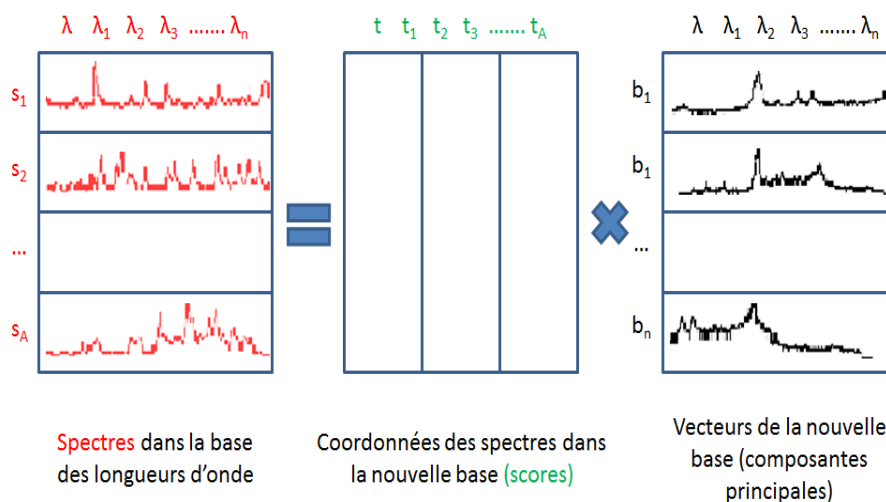 λ λ1 λ2 λ3 ....... λn
t t1 t2 t3 ....... tA
λ λ1 λ2 λ3 ....... λn
s1
s2
...
sA
b1
b1
...
bn
Spectres dans la base
des longueurs d'onde
Coordonnées des spectres dans
la nouvelle base (scores)
Vecteurs de la nouvelle
base (composantes
principales)